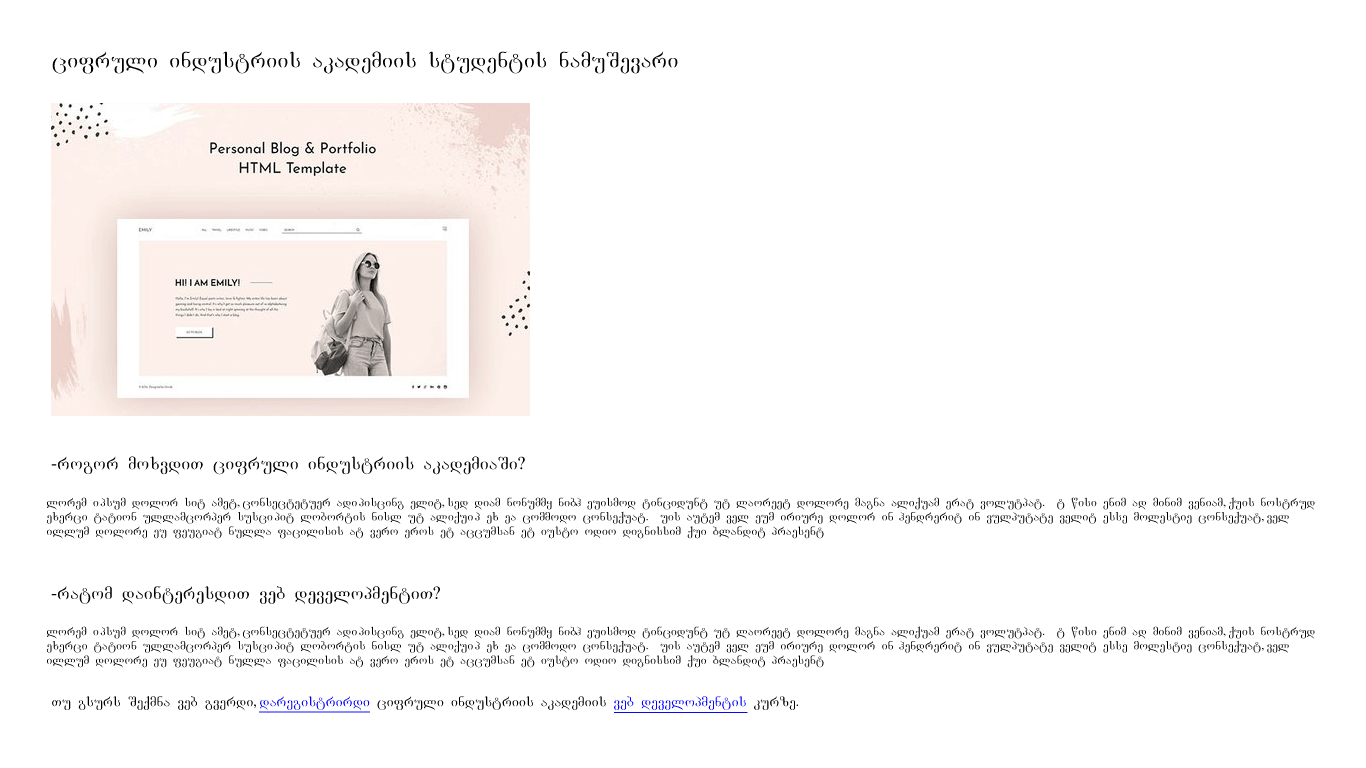 ციფრული ინდუსტრიის აკადემიის სტუდენტის ნამუშევარი
Personal Blog & Portfolio
HTML Template
EMILY
ALL TRAVEL LIFESTYLE MUSIC VIDEO SEARCH
HI! I AM EMILY!
-როგორ მოხვდით ციფრული ინდუსტრიის აკადემიაში?
ლორემ იპსუმ დოლორ სიტ ამეტ, ცონსეცტეტუერ ადიპისცინგ ელიტ, სედ დიამ ნონუმმყ ნიბჰ ეუისმოდ ტინციდუნტ უტ ლაორეეტ დოლორე მაგნა ალიქუამ ერატ ვოლუტპატ. ტ წისი ენიმ ად მინიმ ვენიამ, ქუის ნოსტრუდ
ეხერცი ტატიონ ულლამცორპერ სუსციპიტ ლობორტის ნისლ უტ ალიქუიპ ეხ ეა ცომმოდო ცონსექუატ. უის აუტემ ველ ეუმ ირიურე დოლორ ინ ჰენდრერიტ ინ ვულპუტატე ველიტ ესსე მოლესტიე ცონსექუატ, ველ
ილლუმ დოლორე ეუ ფეუგიატ ნულლა ფაცილისის ატ ვერო ეროს ეტ აცცუმსან ეტ იუსტო ოდიო დიგნისსიმ ქუი ბლანდიტ პრაესენტ
-რატომ დაინტერესდით ვებ დეველოპმენტით?
ლორემ იპსუმ დოლორ სიტ ამეტ, ცონსეცტეტუერ ადიპისცინგ ელიტ, სედ დიამ ნონუმმყ ნიბჰ ეუისმოდ ტინციდუნტ უტ ლაორეეტ დოლორე მაგნა ალიქუამ ერატ ვოლუტპატ. ტ წისი ენიმ ად მინიმ ვენიამ, ქუის ნოსტრუდ
ეხერცი ტატიონ ულლამცორპერ სუსციპიტ ლობორტის ნისლ უტ ალიქუიპ ეხ ეა ცომმოდო ცონსექუატ. უის აუტემ ველ ეუმ ირიურე დოლორ ინ ჰენდრერიტ ინ ვულპუტატე ველიტ ესსე მოლესტიე ცონსექუატ, ველ
ილლუმ დოლორე ეუ ფეუგიატ ნულლა ფაცილისის ატ ვერო ეროს ეტ აცცუმსან ეტ იუსტო ოდიო დიგნისსიმ ქუი ბლანდიტ პრაესენტ
თუ გსურს შექმნა ვებ გვერდი, დარეგისტრირდი ციფრული ინდუსტრიის აკადემიის ვებ დეველოპმენტის კურზე.